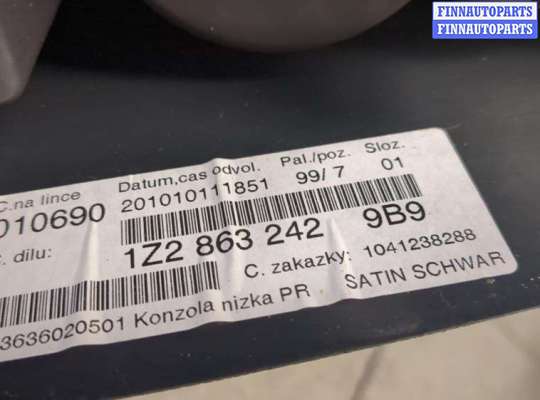 FINNAUTOPARTS
FINNAUTOPARTS
C.na lince Datum,cas odvol. Pal./poz. Sloz.
010690 201010111851 99/ 7 01
. dilu: 1Z2 863 242 9B9
C. zakazky: 1041238288
3636020501 Konzola nizka PR SATIN SCHWAR